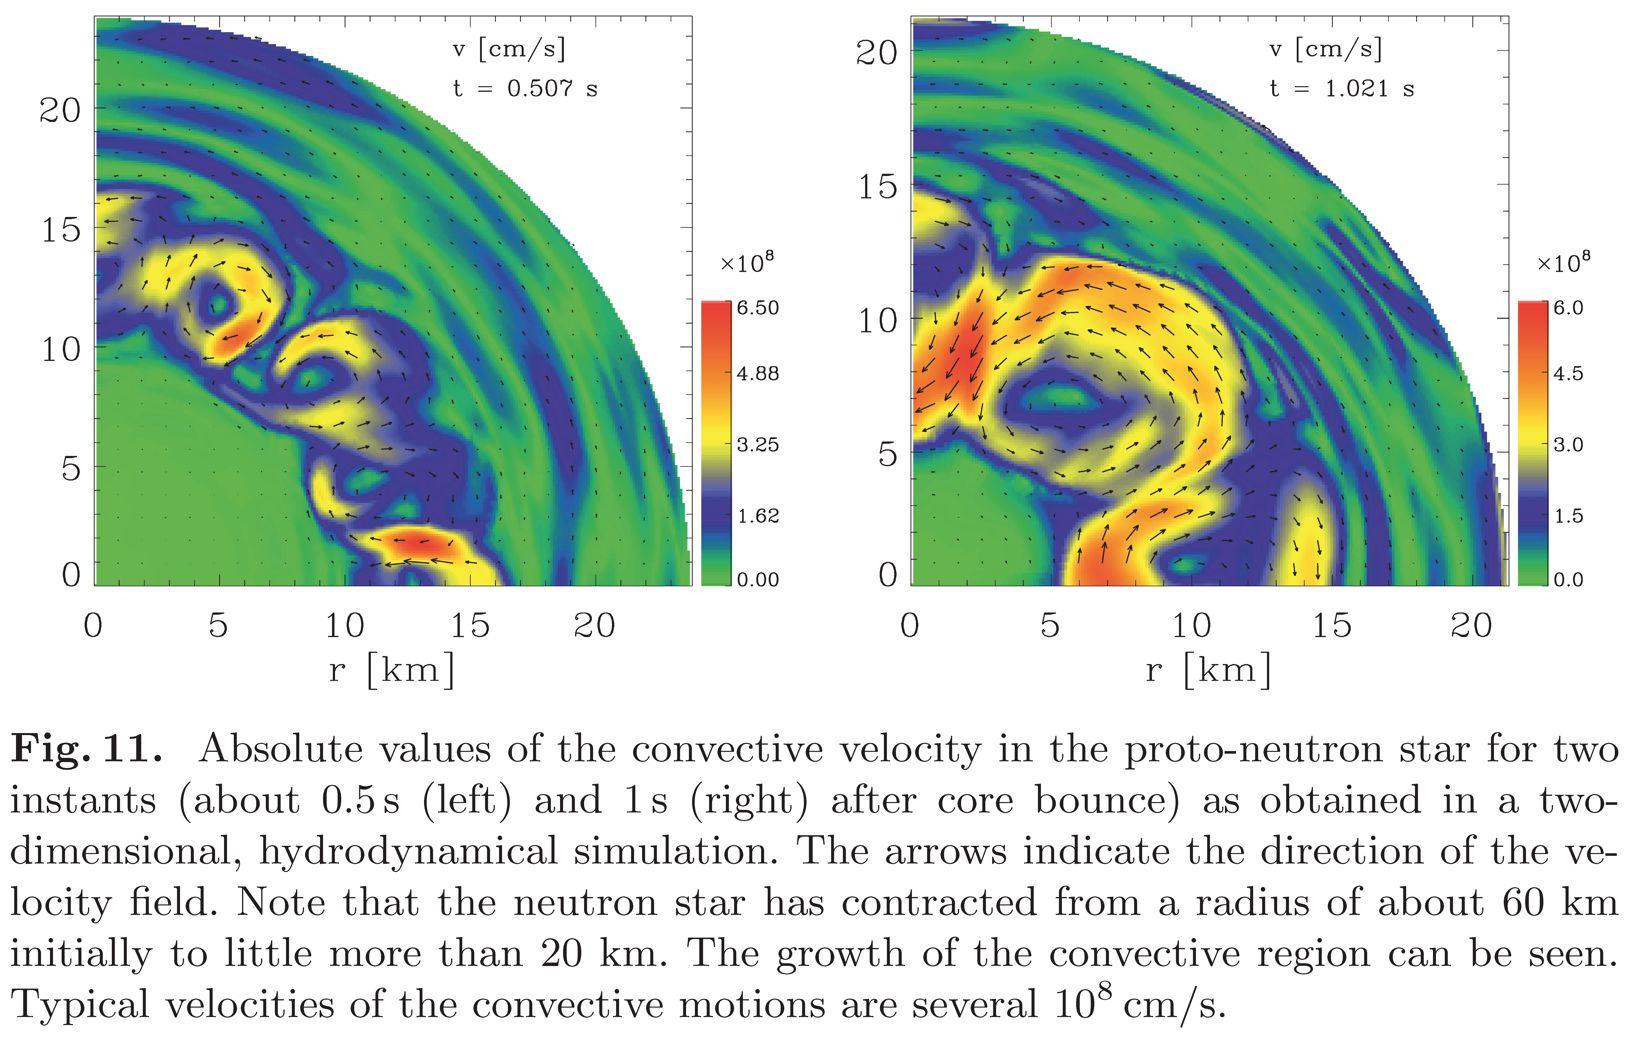 v [cm/s]
t = 0.507 s
20
15
10
5
0
×10⁸
6.50
4.88
3.25
1.62
0.00
0 5 10 15 20
r [km]
v [cm/s]
t = 1.021 s
20
15
10
5
0
×10⁸
6.0
4.5
3.0
1.5
0.0
0 5 10 15 20
r [km]
Fig. 11. Absolute values of the convective velocity in the proto-neutron star for two
instants (about 0.5 s (left) and 1 s (right) after core bounce) as obtained in a two-
dimensional, hydrodynamical simulation. The arrows indicate the direction of the ve-
locity field. Note that the neutron star has contracted from a radius of about 60 km
initially to little more than 20 km. The growth of the convective region can be seen.
Typical velocities of the convective motions are several 10⁸ cm/s.